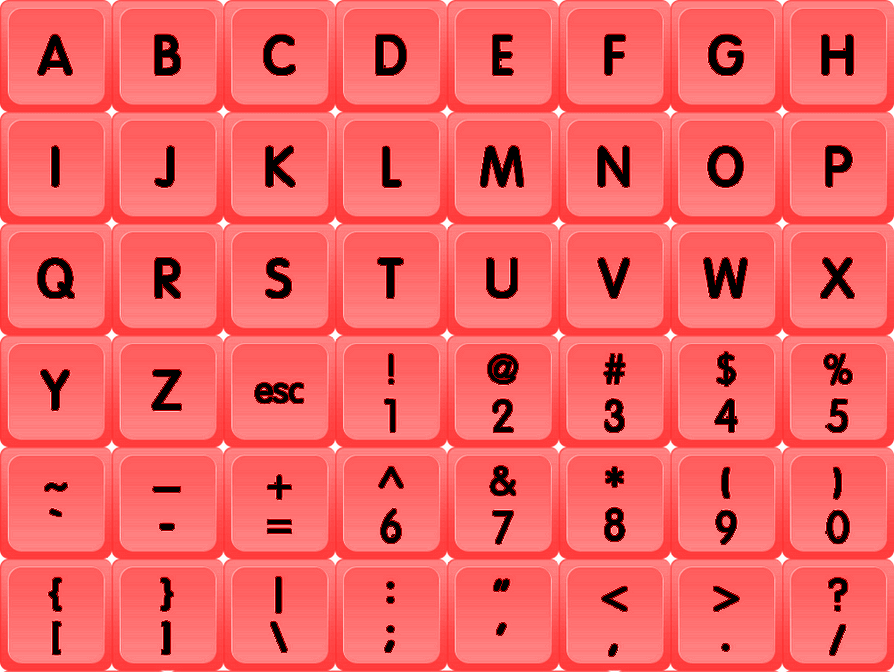 A B C D E F G H
I J K L M N O P
Q R S T U V W X
Y Z esc ! 1 @ 2 # 3 $ 4 % 5
~ ` — - + = ^ 6 & 7 * 8 ( 9 ) 0
{ [ } ] | \ : ; " ' < , > . ? /